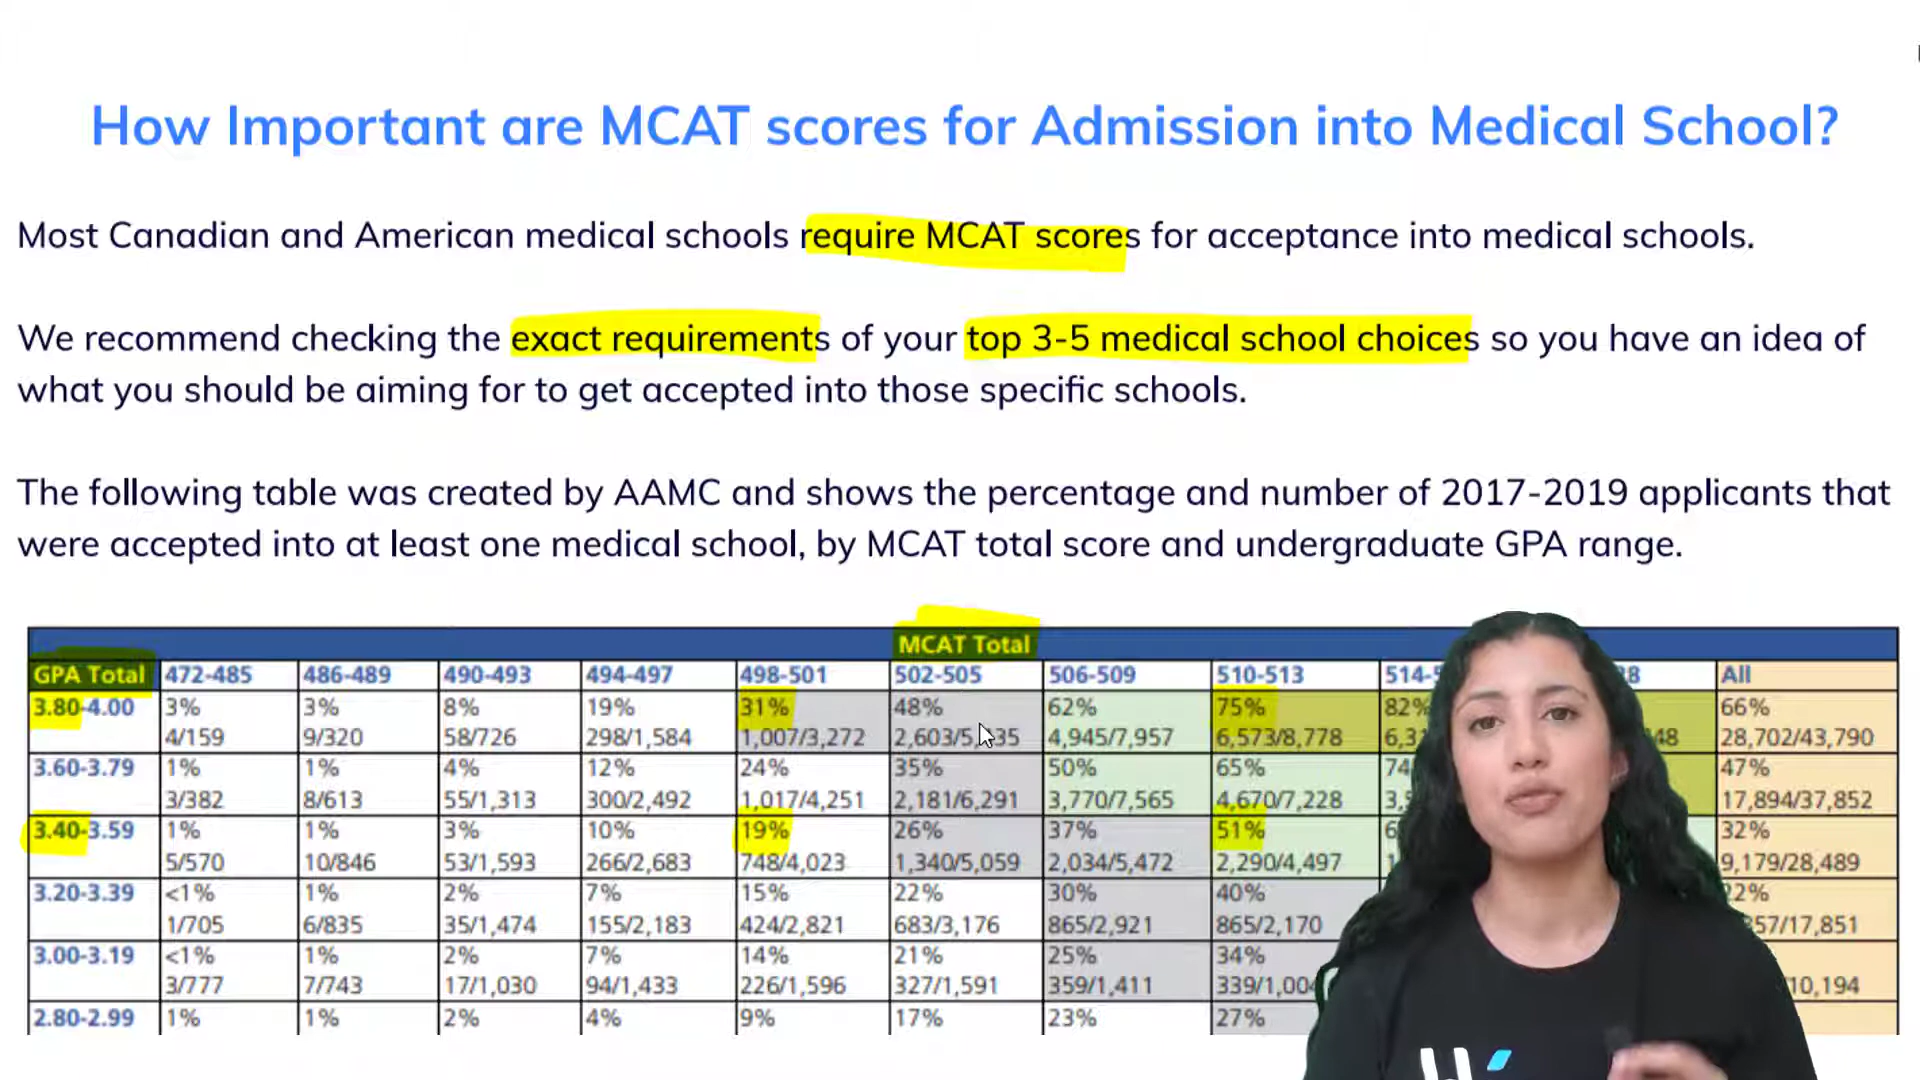 How Important are MCAT scores for Admission into Medical School?
Most Canadian and American medical schools require MCAT scores for acceptance into medical schools.
We recommend checking the exact requirements of your top 3-5 medical school choices so you have an idea of
what you should be aiming for to get accepted into those specific schools.
The following table was created by AAMC and shows the percentage and number of 2017-2019 applicants that
were accepted into at least one medical school, by MCAT total score and undergraduate GPA range.
MCAT Total
GPA Total 472-485 486-489 490-493 494-497 498-501 502-505 506-509 510-513 All
3.80-4.00 3% 3% 8% 19% 31% 48% 62% 75% 82% 66%
4/159 9/320 58/726 298/1,584 1,007/3,272 4,945/7,957 6,573/8,778 28,702/43,790
3.60-3.79 1% 1% 4% 12% 24% 35% 50% 65% 47%
3/382 8/613 55/1,313 300/2,492 1,017/4,251 2,181/6,291 3,770/7,565 4,670/7,228 17,894/37,852
3.40-3.59 1% 1% 3% 10% 19% 26% 37% 51% 32%
5/570 10/846 53/1,593 266/2,683 748/4,023 1,340/5,059 2,034/5,472 2,290/4,497 9,179/28,489
3.20-3.39 <1% 1% 2% 7% 15% 22% 30% 40% 22%
1/705 6/835 35/1,474 155/2,183 424/2,821 683/3,176 865/2,921 865/2,170
3.00-3.19 <1% 1% 2% 7% 14% 21% 25% 34%
3/777 7/743 17/1,030 94/1,433 226/1,596 327/1,591 359/1,411
2.80-2.99 1% 1% 2% 4% 9% 17% 23% 27%